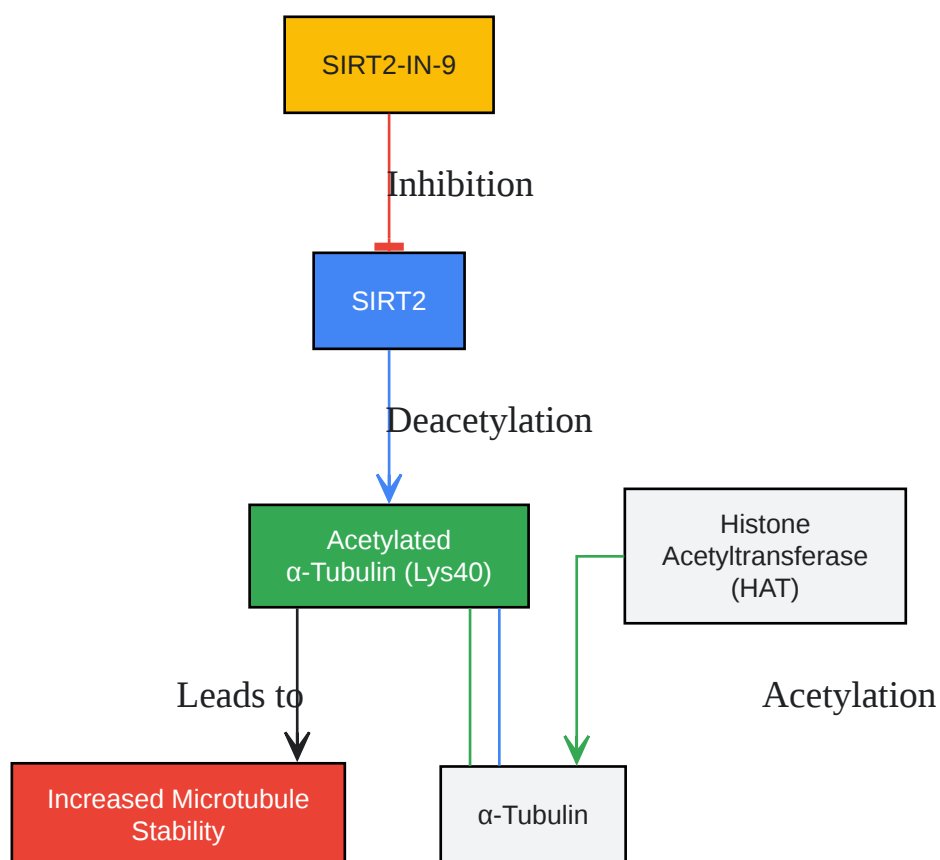 SIRT2-IN-9
Inhibition
SIRT2
Deacetylation
Acetylated
α-Tubulin (Lys40)
Histone
Acetyltransferase
(HAT)
Leads to
Acetylation
Increased Microtubule
Stability
α-Tubulin